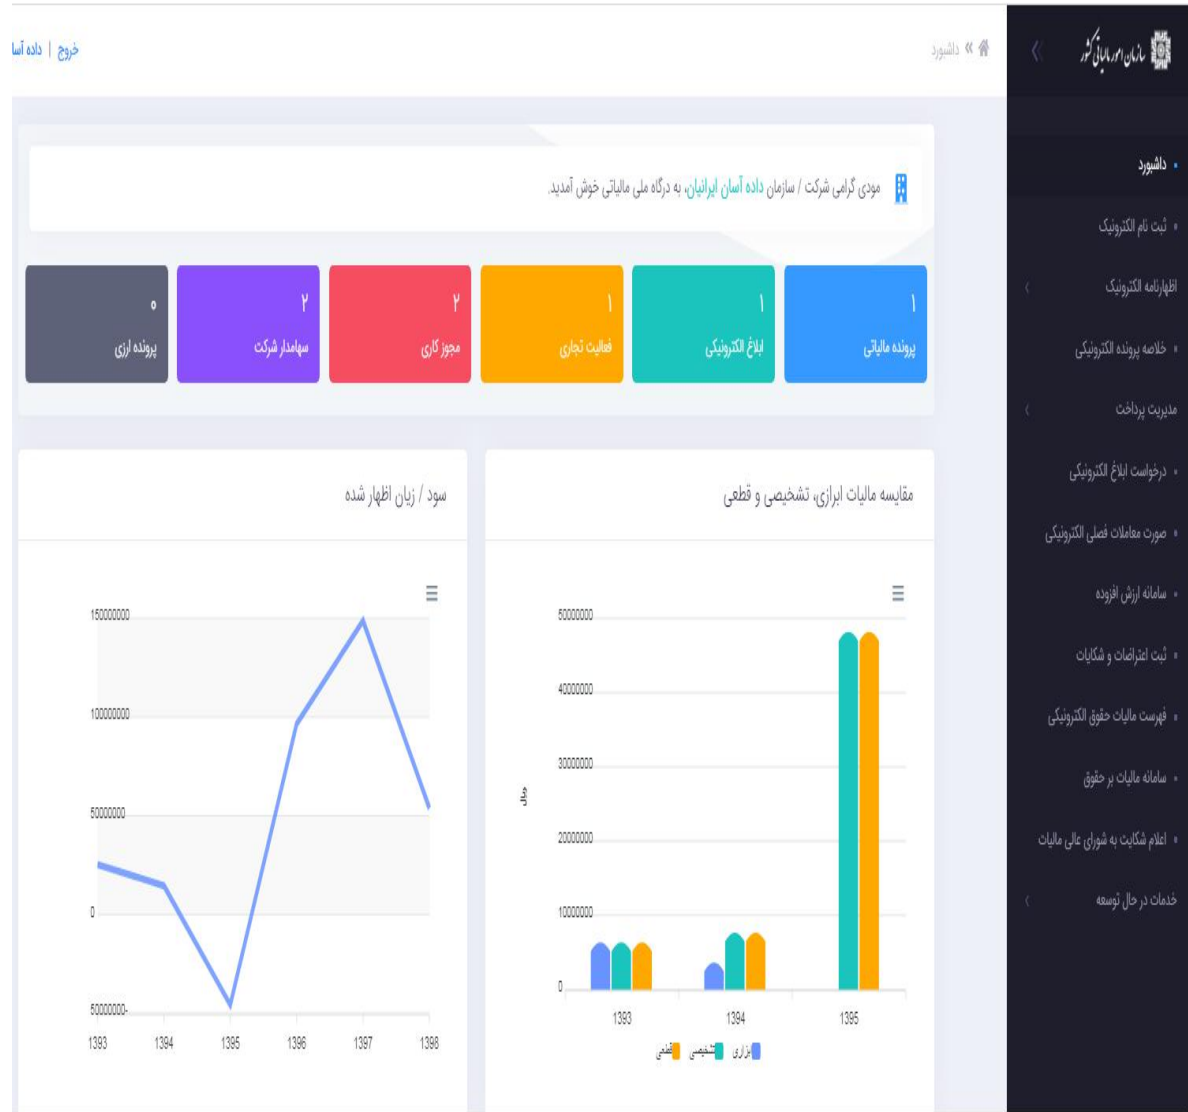 سازمان امور مالیاتی کشور
داشبورد
خروج | داده آسا
داشبورد
ثبت نام الکترونیک
اظهارنامه الکترونیک
خلاصه پرونده الکترونیکی
مدیریت پرداخت
درخواست ابلاغ الکترونیکی
صورت معاملات فصلی الکترونیکی
سامانه ارزش افزوده
ثبت اعتراضات و شکایات
فهرست مالیات حقوق الکترونیکی
سامانه مالیات بر حقوق
اعلام شکایت به شورای عالی مالیات
خدمات در حال توسعه
مودی گرامی شرکت / سازمان داده آسان ایرانیان، به درگاه ملی مالیاتی خوش آمدید.
۱
پرونده مالیاتی
۱
ابلاغ الکترونیکی
۱
فعالیت تجاری
۲
مجوز کاری
۲
سهامدار شرکت
۰
پرونده ارزی
مقایسه مالیات ابرازی، تشخیصی و قطعی
50000000
40000000
30000000
20000000
10000000
0
ریال
1393 1394 1395
ابزاری تشخیصی قطعی
سود / زیان اظهار شده
150000000
100000000
50000000
0
50000000-
1393 1394 1395 1396 1397 1398